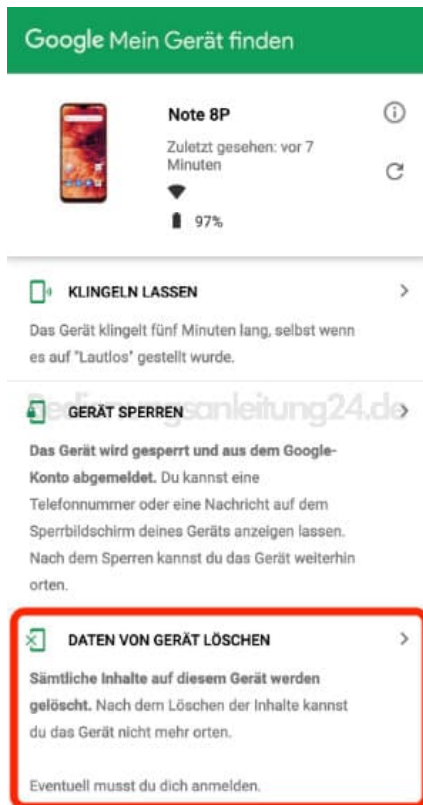 Google Mein Gerät finden
Note 8P
Zuletzt gesehen: vor 7
Minuten
97%
KLINGELN LASSEN
Das Gerät klingelt fünf Minuten lang, selbst wenn
es auf "Lautlos" gestellt wurde.
Bedienungsanleitung24.de
GERÄT SPERREN
Das Gerät wird gesperrt und aus dem Google-
Konto abgemeldet. Du kannst eine
Telefonnummer oder eine Nachricht auf dem
Sperrbildschirm deines Geräts anzeigen lassen.
Nach dem Sperren kannst du das Gerät weiterhin
orten.
DATEN VON GERÄT LÖSCHEN
Sämtliche Inhalte auf diesem Gerät werden
gelöscht. Nach dem Löschen der Inhalte kannst
du das Gerät nicht mehr orten.
Eventuell musst du dich anmelden.